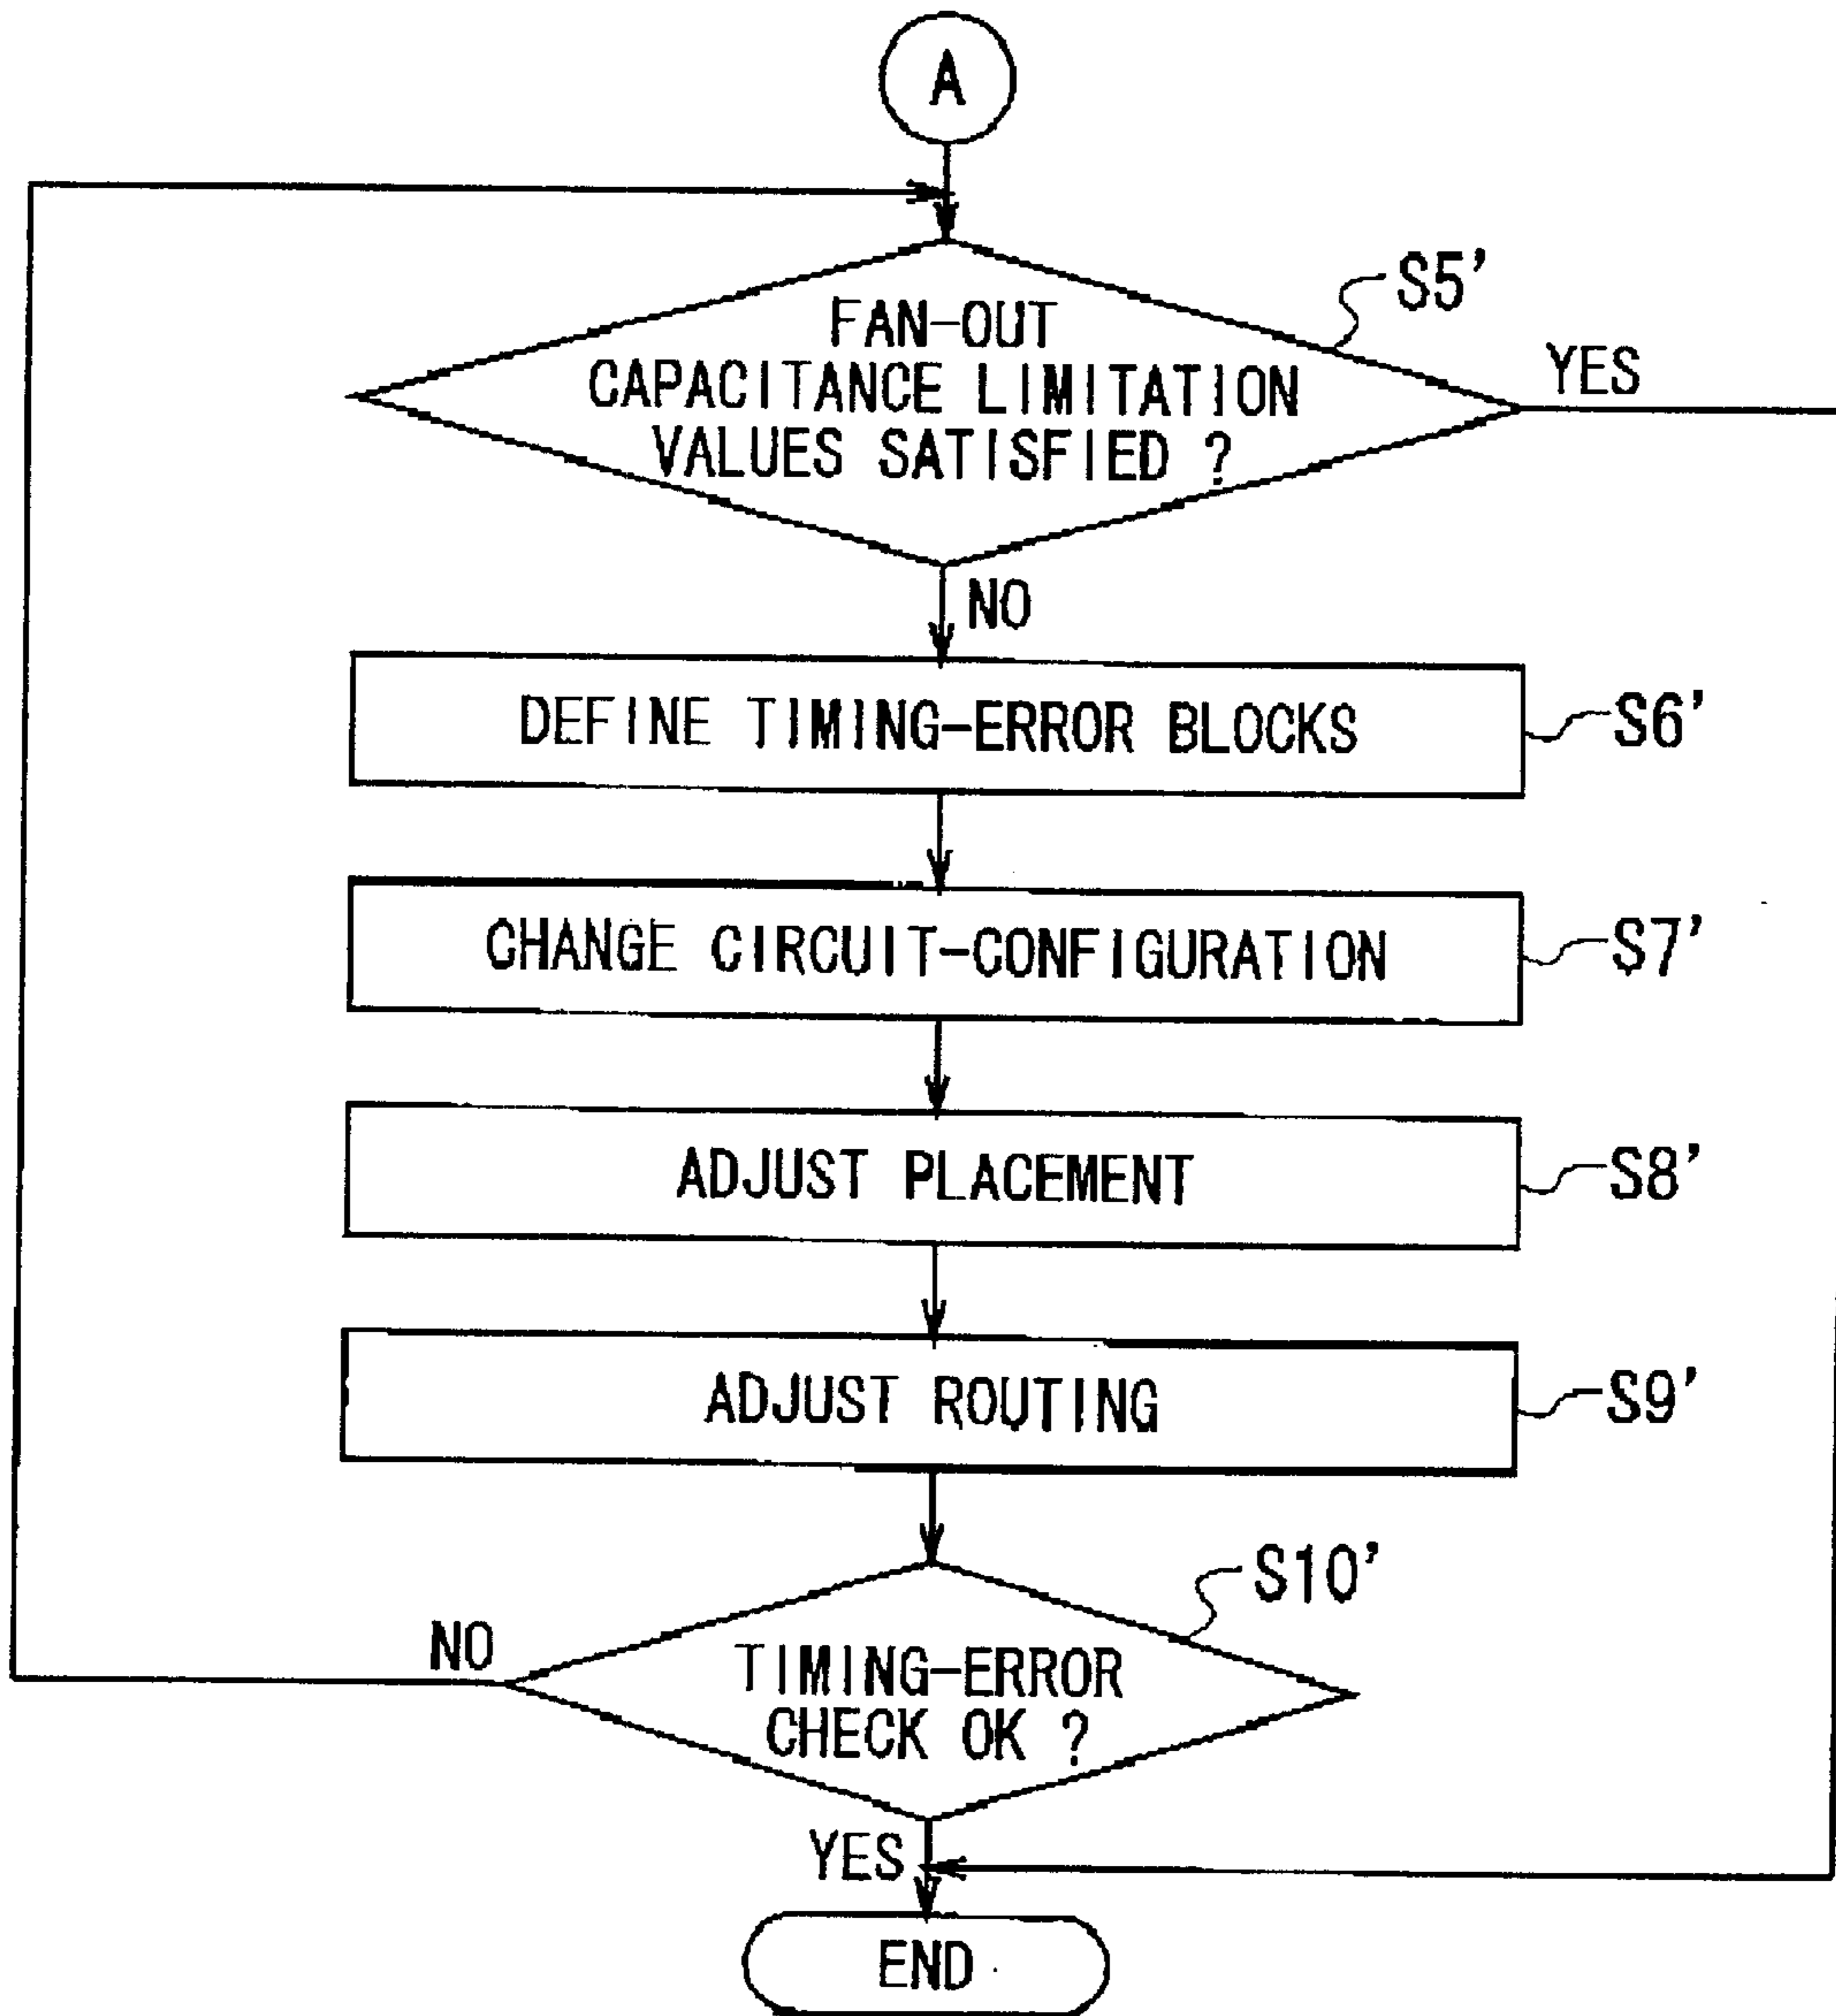 A
S5'
FAN-OUT
CAPACITANCE LIMITATION
VALUES SATISFIED ?
YES
NO
DEFINE TIMING-ERROR BLOCKS
S6'
CHANGE CIRCUIT-CONFIGURATION
S7'
ADJUST PLACEMENT
S8'
ADJUST ROUTING
S9'
S10'
NO
TIMING-ERROR
CHECK OK ?
YES
END